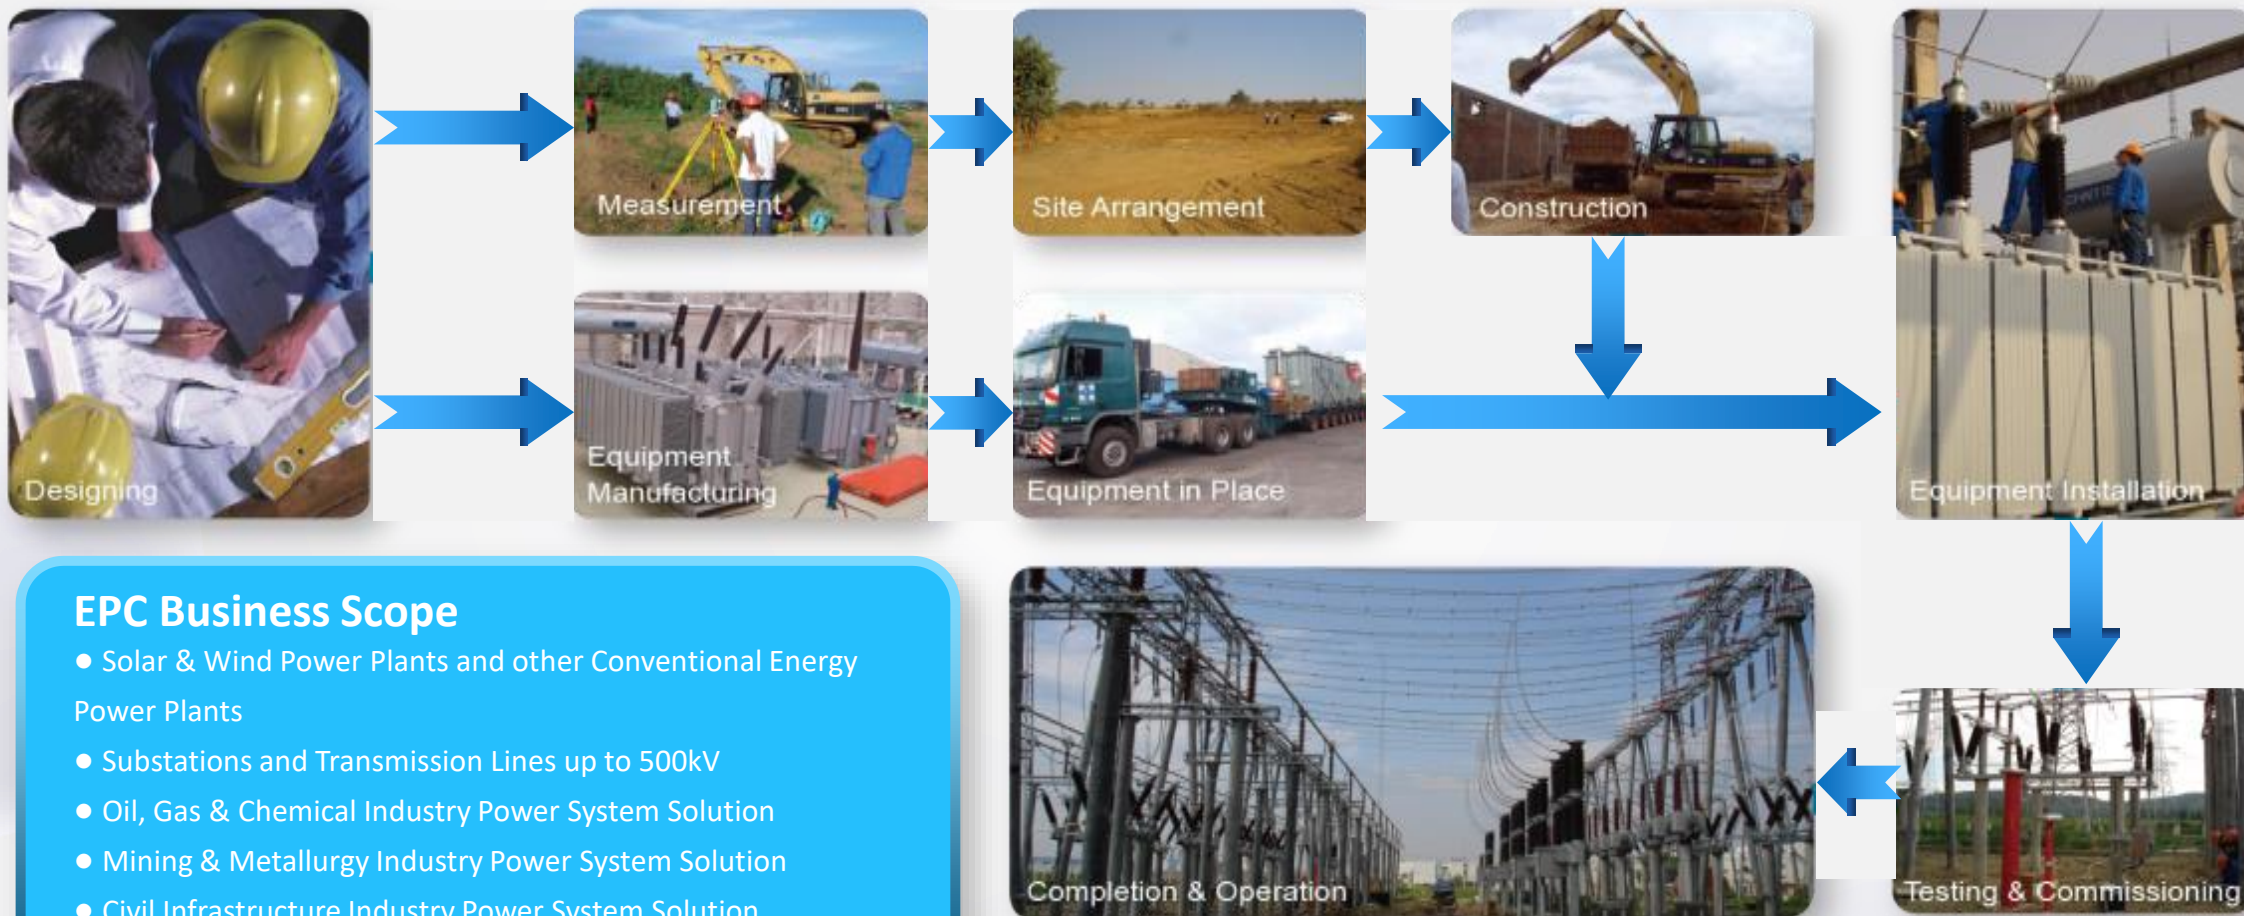 Measurement
Site Arrangement
Construction
Designing
Equipment
Manufacturing
Equipment in Place
Equipment Installation
EPC Business Scope
● Solar & Wind Power Plants and other Conventional Energy
Power Plants
● Substations and Transmission Lines up to 500kV
● Oil, Gas & Chemical Industry Power System Solution
● Mining & Metallurgy Industry Power System Solution
● Civil Infrastructure Industry Power System Solution
Completion & Operation
Testing & Commissioning